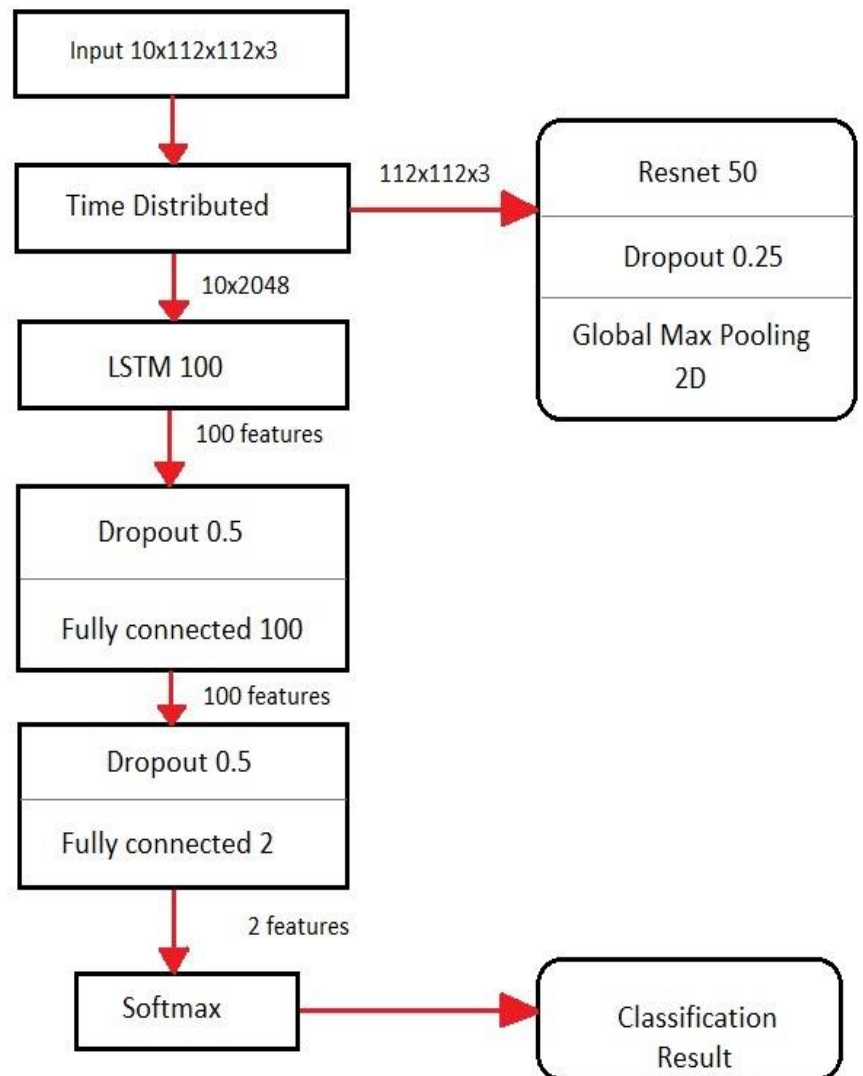 Input 10x112x112x3
Time Distributed
112x112x3
Resnet 50
Dropout 0.25
Global Max Pooling
2D
10x2048
LSTM 100
100 features
Dropout 0.5
Fully connected 100
100 features
Dropout 0.5
Fully connected 2
2 features
Softmax
Classification
Result